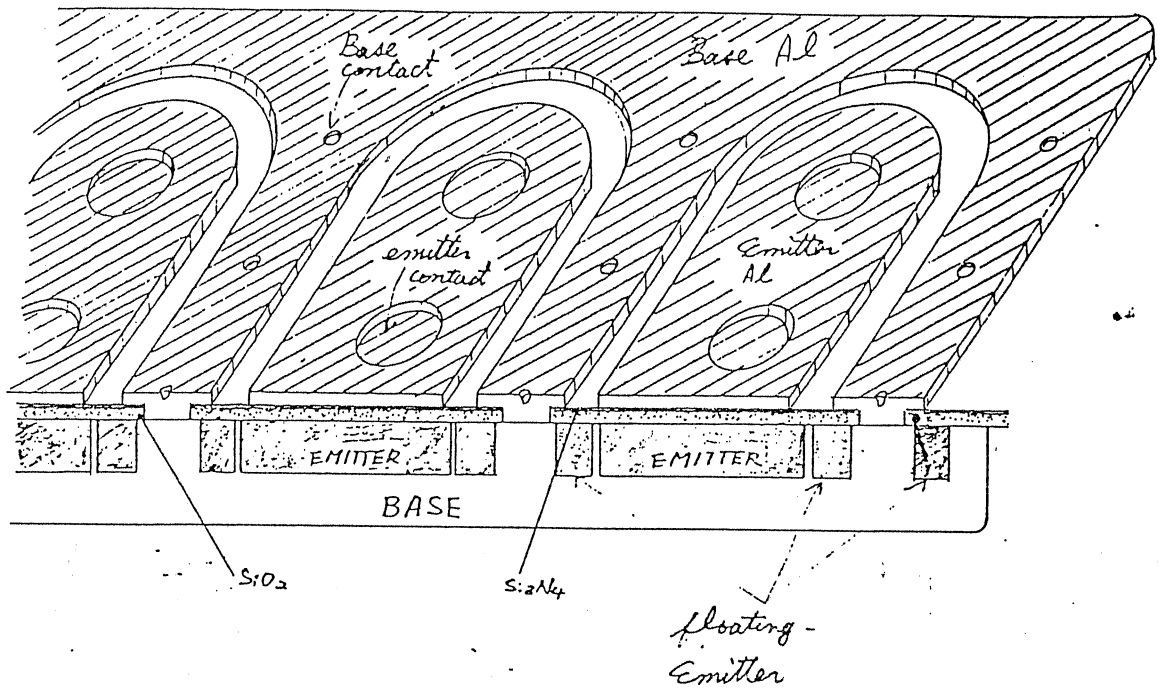 Base
contact
Base Al
emitter
contact
Emitter
Al
EMITTER
EMITTER
BASE
SiO2
Si3N4
floating-
Emitter